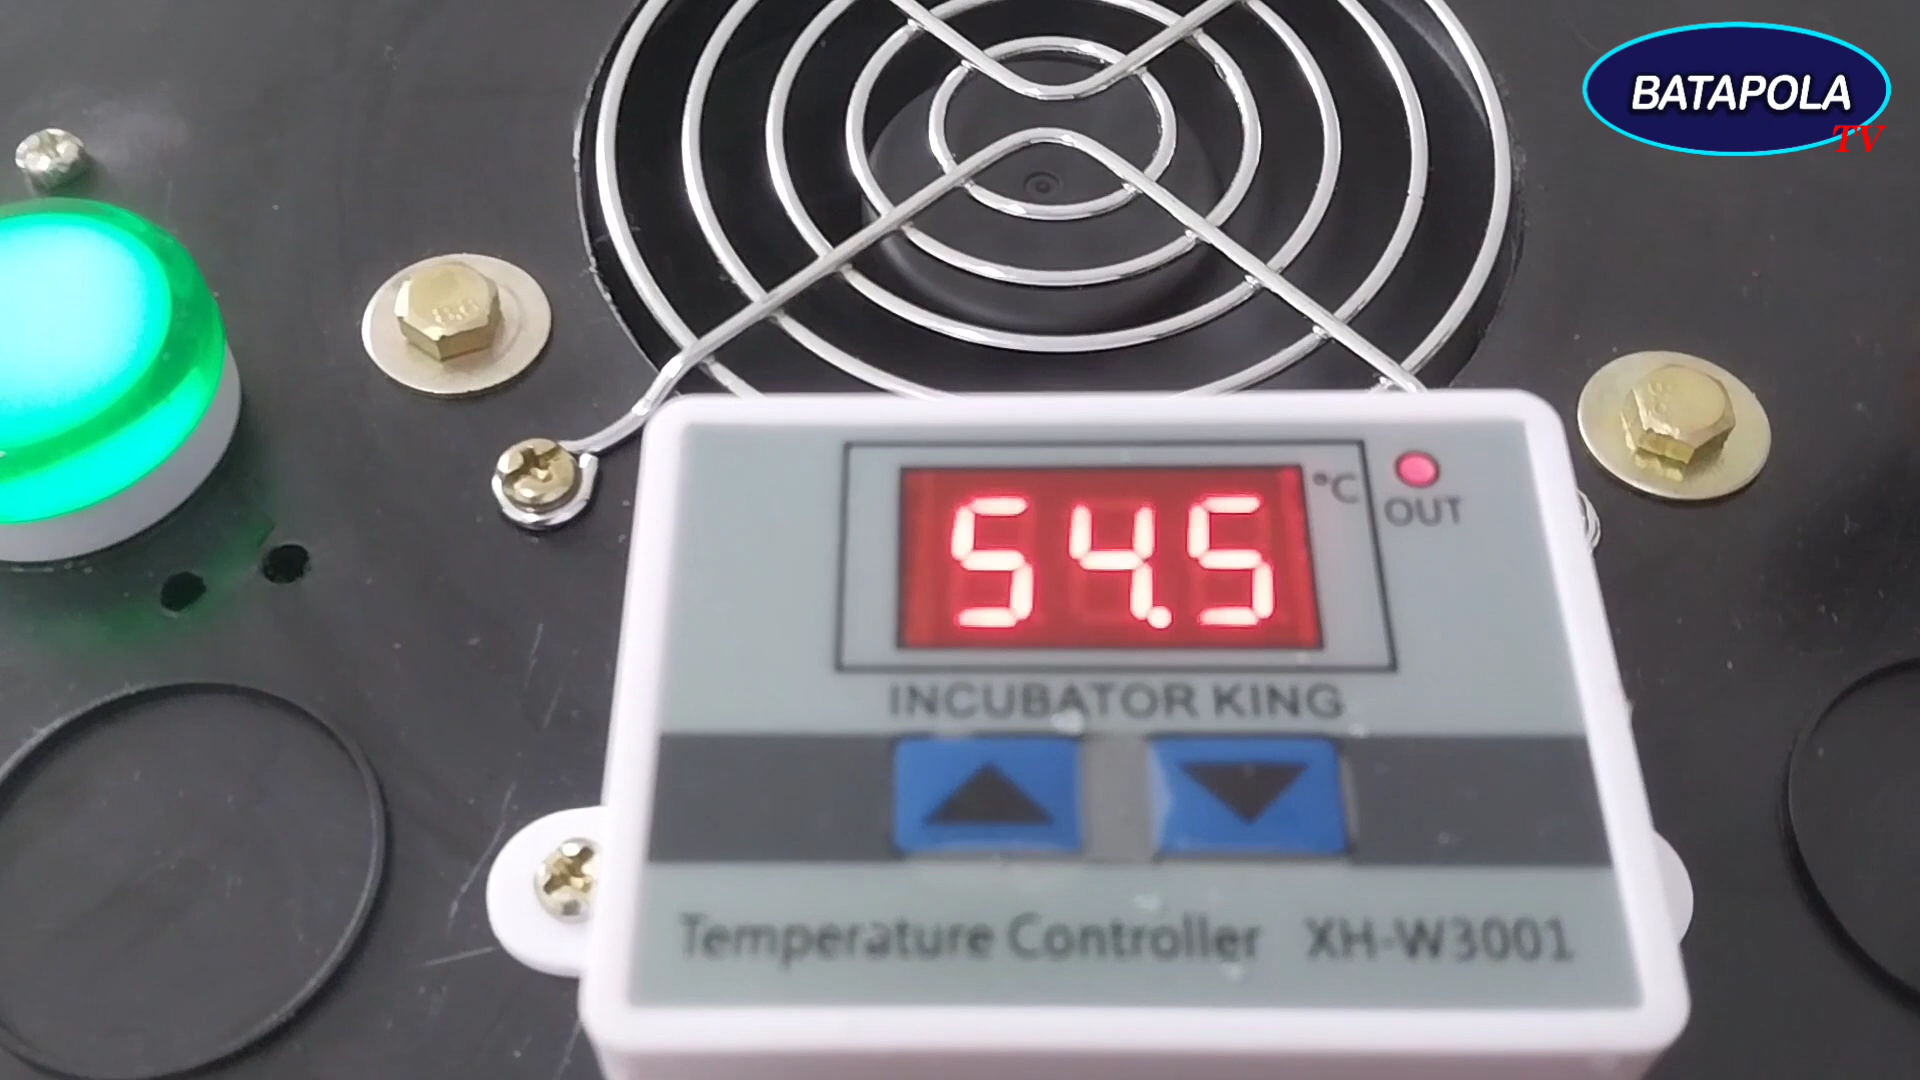 BATAPOLA
TV
54.5
°C
OUT
INCUBATOR KING
Temperature Controller XH-W3001